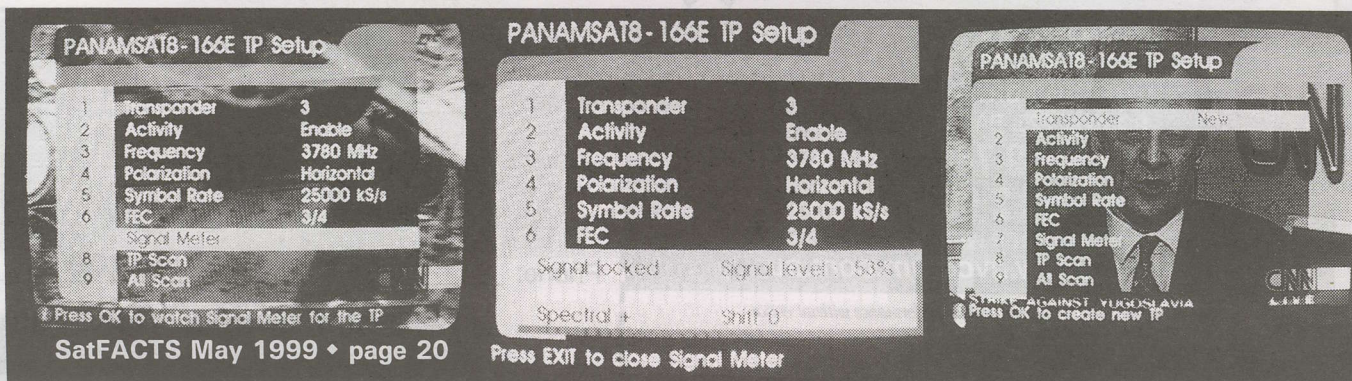 PANAMSAT8-166E TP Setup
1 Transponder 3
2 Activity Enable
3 Frequency 3780 MHz
4 Polarization Horizontal
5 Symbol Rate 25000 kS/s
6 FEC 3/4
Signal Meter
8 TP Scan
9 All Scan
CNN
Press OK to watch Signal Meter for the TP
SatFACTS May 1999 • page 20
PANAMSAT8-166E TP Setup
1 Transponder 3
2 Activity Enable
3 Frequency 3780 MHz
4 Polarization Horizontal
5 Symbol Rate 25000 kS/s
6 FEC 3/4
Signal locked Signal level 53%
Spectral + Shift 0
Press EXIT to close Signal Meter
PANAMSAT8-166E TP Setup
Transponder New
2 Activity
3 Frequency
4 Polarization
5 Symbol Rate
6 FEC
7 Signal Meter
8 TP Scan
9 All Scan
CNN
CNN
STRIKE AGAINST YUGOSLAVIA
LIVE
Press OK to create new TP